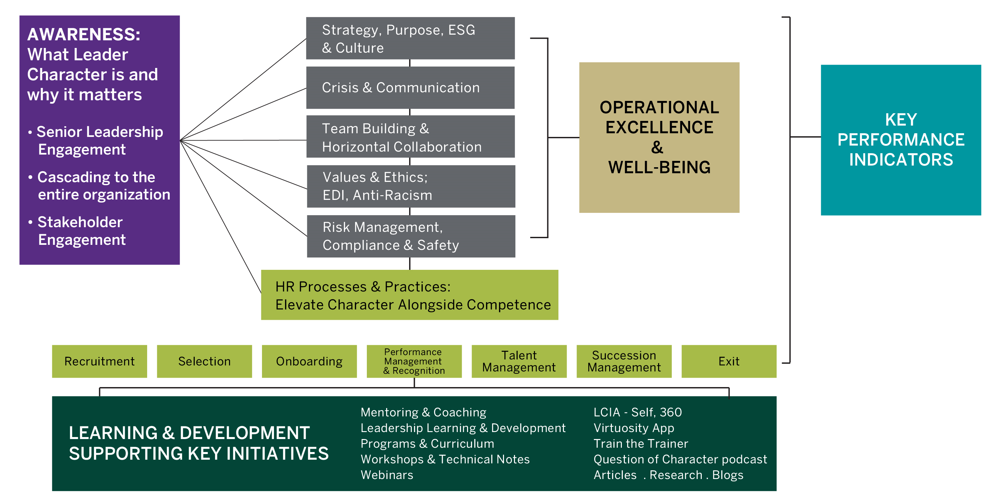 AWARENESS:
What Leader
Character is and
why it matters
• Senior Leadership
Engagement
• Cascading to the
entire organization
• Stakeholder
Engagement
Strategy, Purpose, ESG
& Culture
Crisis & Communication
Team Building &
Horizontal Collaboration
Values & Ethics;
EDI, Anti-Racism
Risk Management,
Compliance & Safety
HR Processes & Practices:
Elevate Character Alongside Competence
OPERATIONAL
EXCELLENCE
&
WELL-BEING
KEY
PERFORMANCE
INDICATORS
Recruitment
Selection
Onboarding
Performance
Management
& Recognition
Talent
Management
Succession
Management
Exit
LEARNING & DEVELOPMENT
SUPPORTING KEY INITIATIVES
Mentoring & Coaching
Leadership Learning & Development
Programs & Curriculum
Workshops & Technical Notes
Webinars
LCIA - Self, 360
Virtuosity App
Train the Trainer
Question of Character podcast
Articles . Research . Blogs